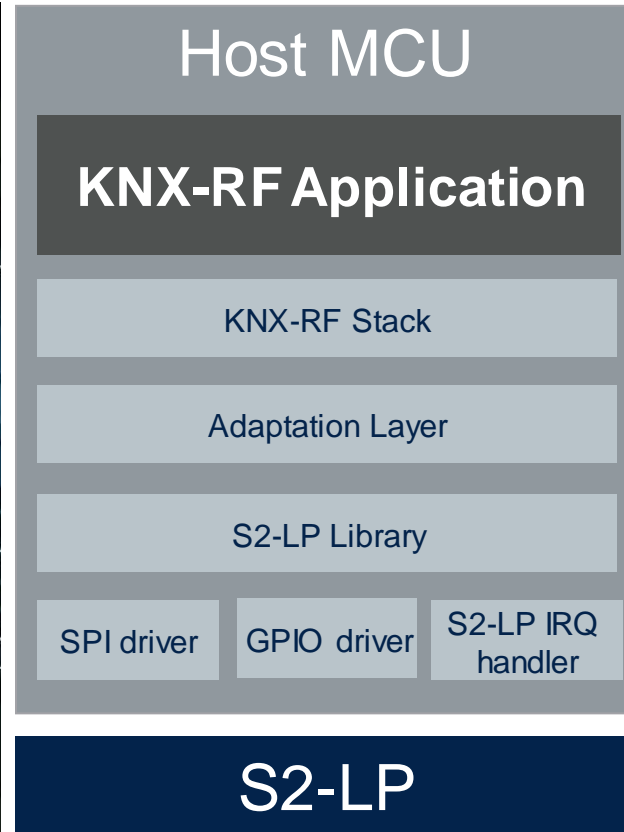 Host MCU
KNX-RF Application
KNX-RF Stack
Adaptation Layer
S2-LP Library
SPI driver
GPIO driver
S2-LP IRQ
handler
S2-LP